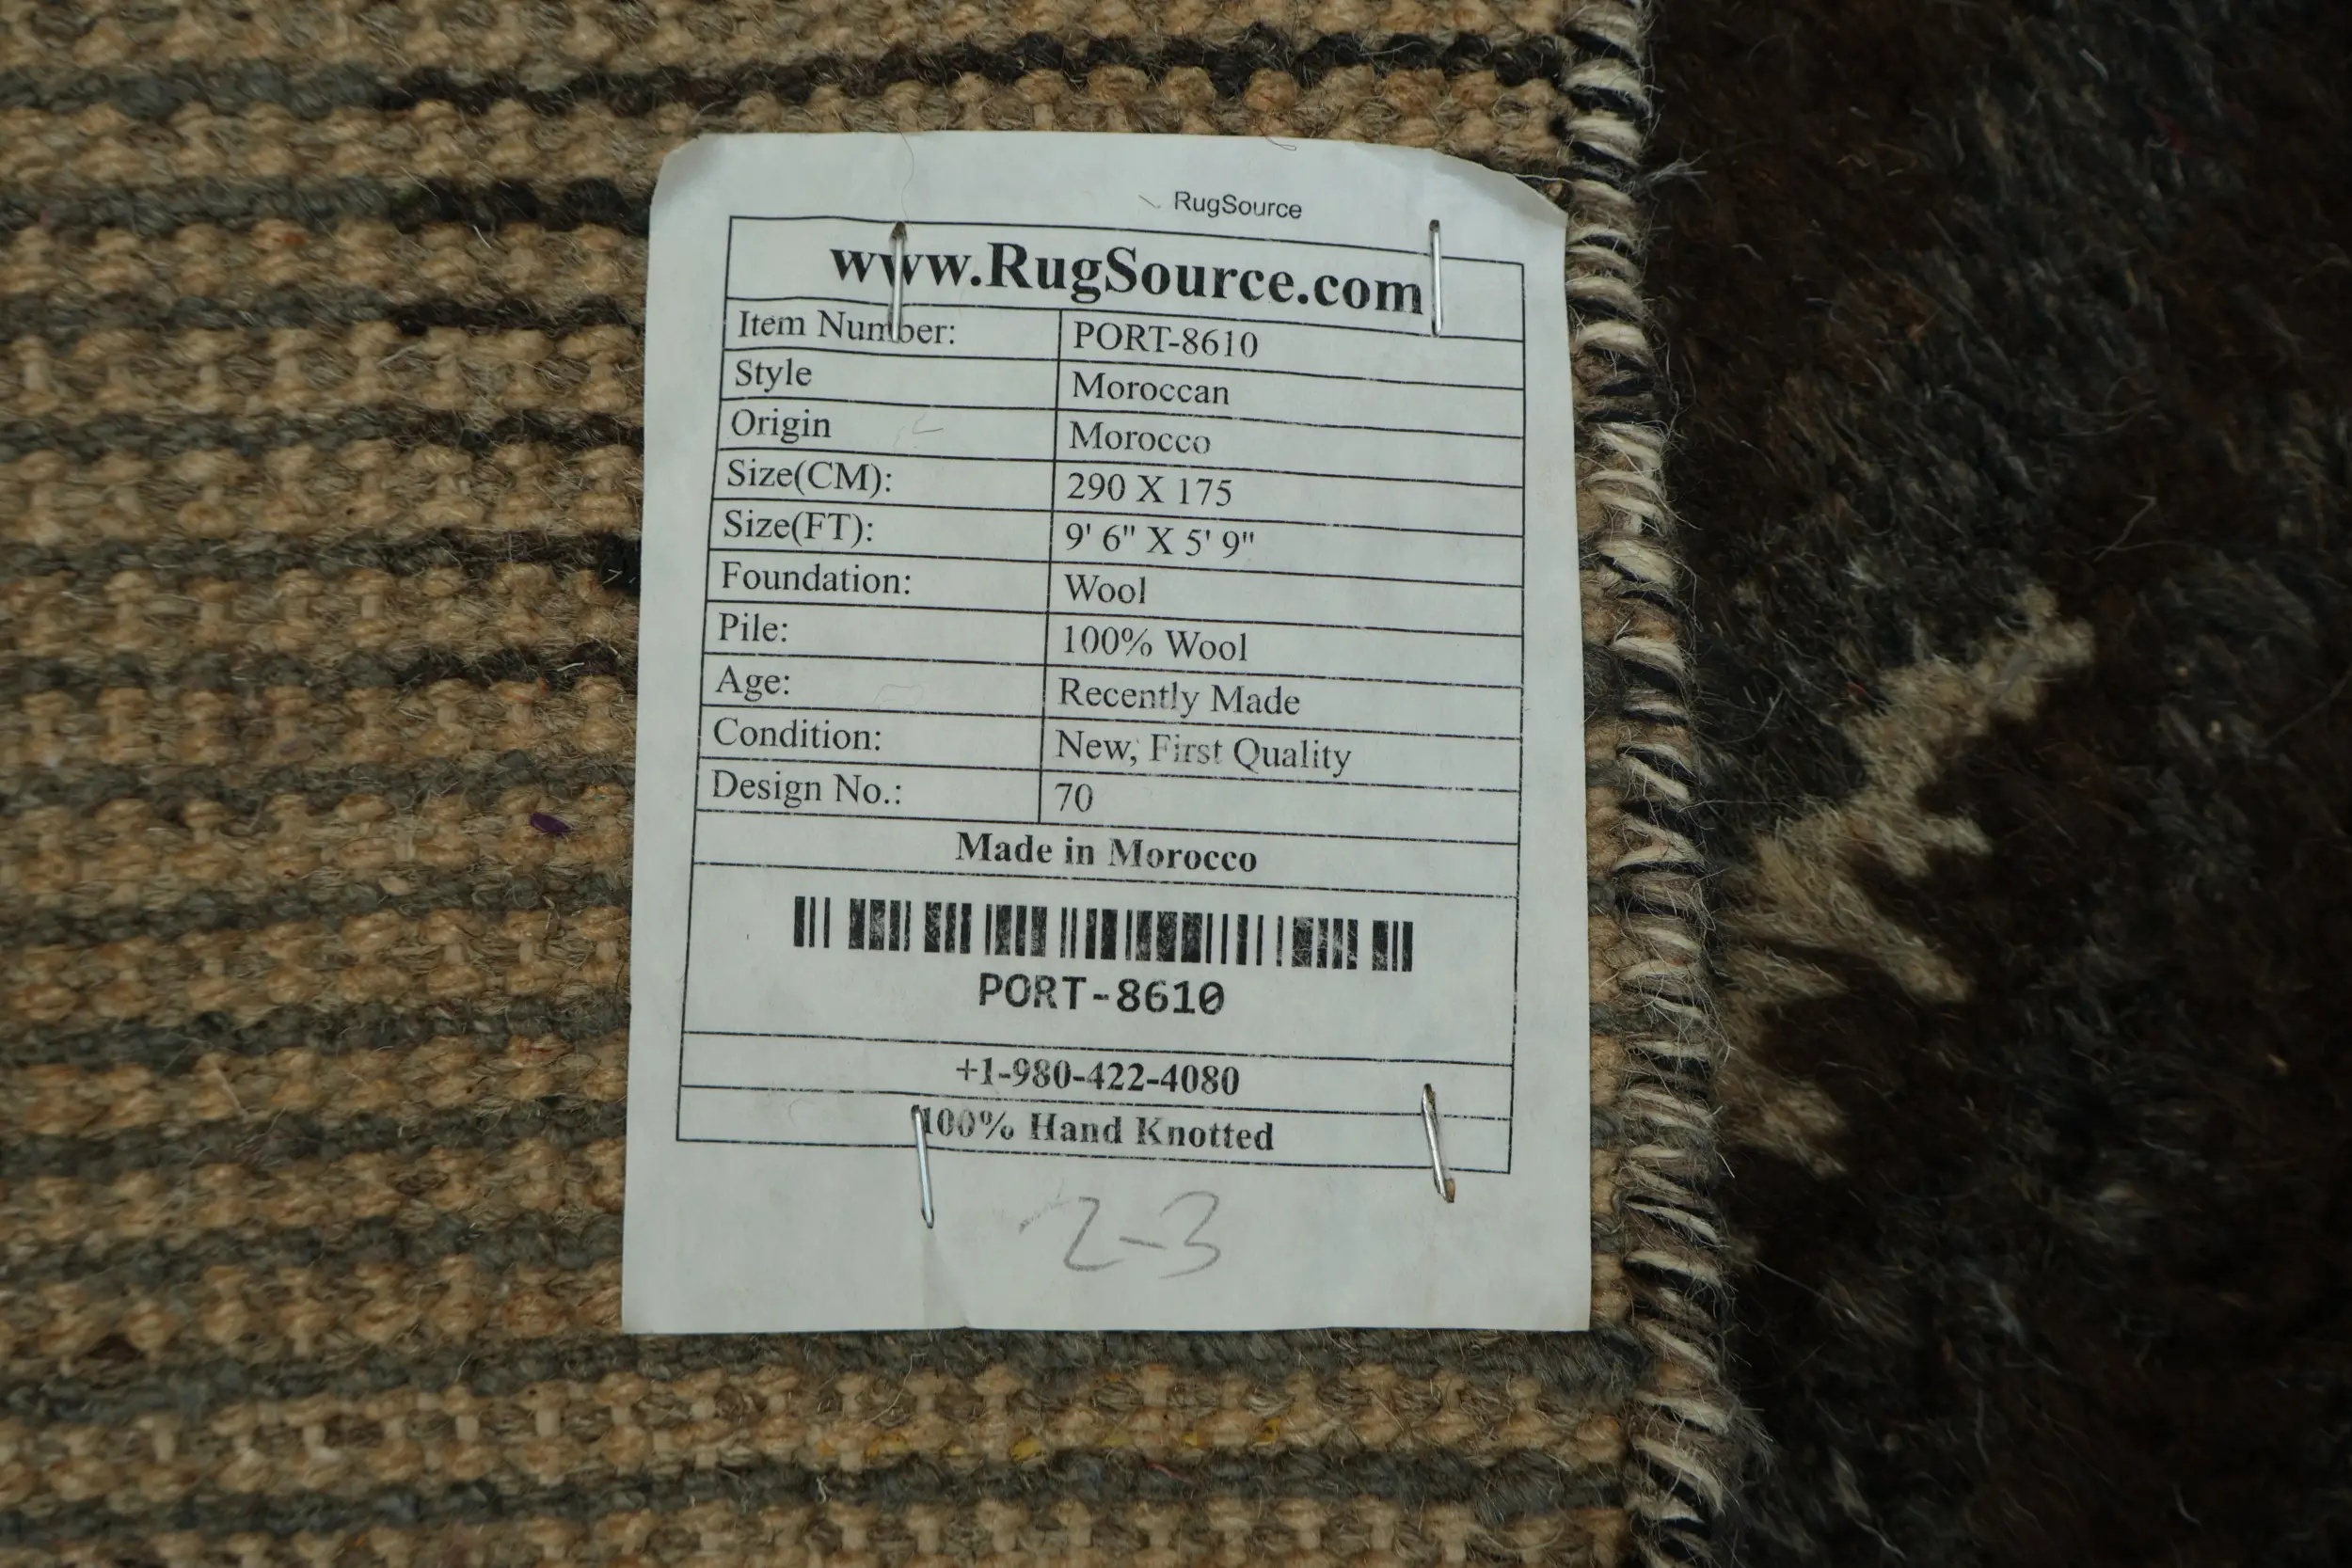 RugSource
www.RugSource.com
Item Number: PORT-8610
Style Moroccan
Origin Morocco
Size(CM): 290 X 175
Size(FT): 9' 6" X 5' 9"
Foundation: Wool
Pile: 100% Wool
Age: Recently Made
Condition: New, First Quality
Design No.: 70
Made in Morocco
PORT-8610
+1-980-422-4080
100% Hand Knotted
2-3